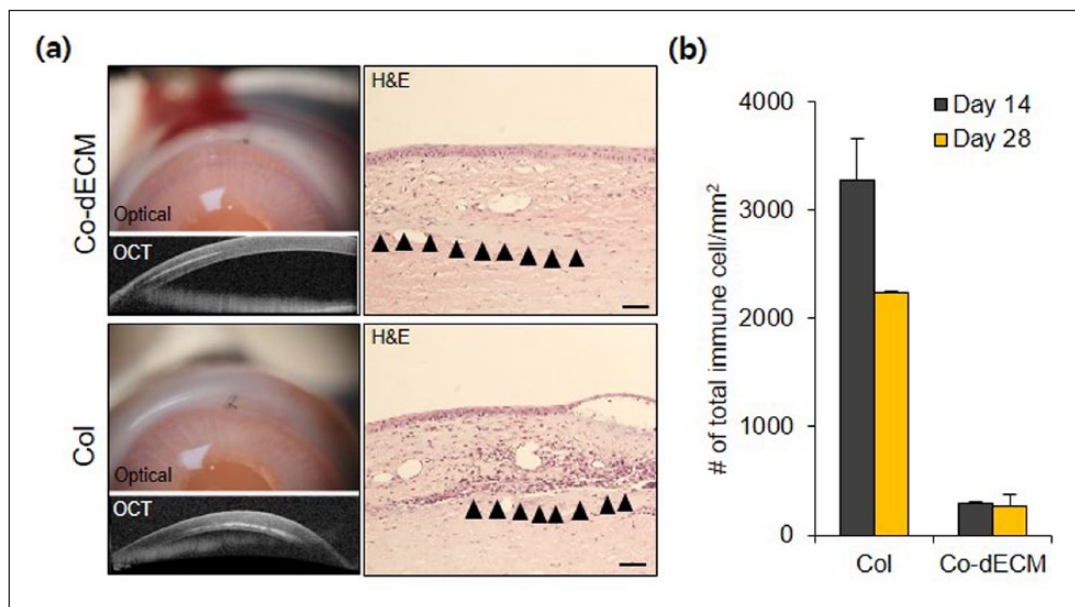 (a)
Co-dECM
Optical
OCT
H&E
Col
Optical
OCT
H&E
(b)
# of total immune cell/mm²
4000
3000
2000
1000
0
Day 14
Day 28
Col
Co-dECM